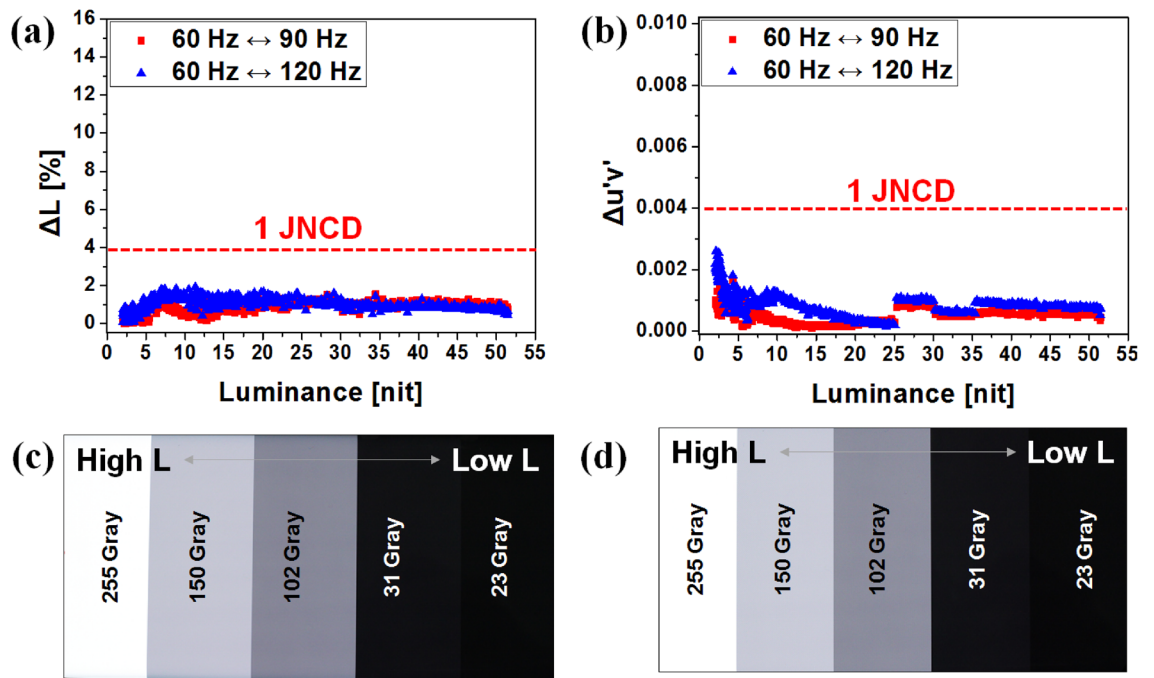 (a)
16
14
12
10
8
6
4
2
0
ΔL [%]
60 Hz ↔ 90 Hz
60 Hz ↔ 120 Hz
1 JNCD
0 5 10 15 20 25 30 35 40 45 50 55
Luminance [nit]
(b)
0.010
0.008
0.006
0.004
0.002
0.000
Δu'v'
60 Hz ↔ 90 Hz
60 Hz ↔ 120 Hz
1 JNCD
0 5 10 15 20 25 30 35 40 45 50 55
Luminance [nit]
(c)
High L Low L
255 Gray
150 Gray
102 Gray
31 Gray
23 Gray
(d)
High L Low L
255 Gray
150 Gray
102 Gray
31 Gray
23 Gray